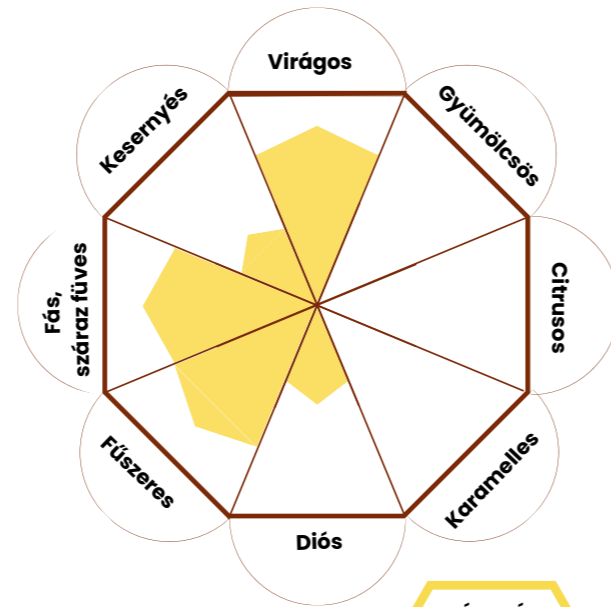 Virágos
Gyümölcsös
Citrusos
Karamelles
Diós
Fűszeres
Fás,
száraz füves
Kesernyés